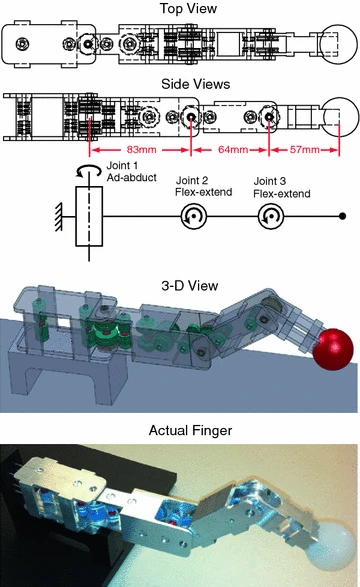 Top View
Side Views
83mm
64mm
57mm
Joint 1
Ad-abduct
Joint 2
Flex-extend
Joint 3
Flex-extend
3-D View
Actual Finger